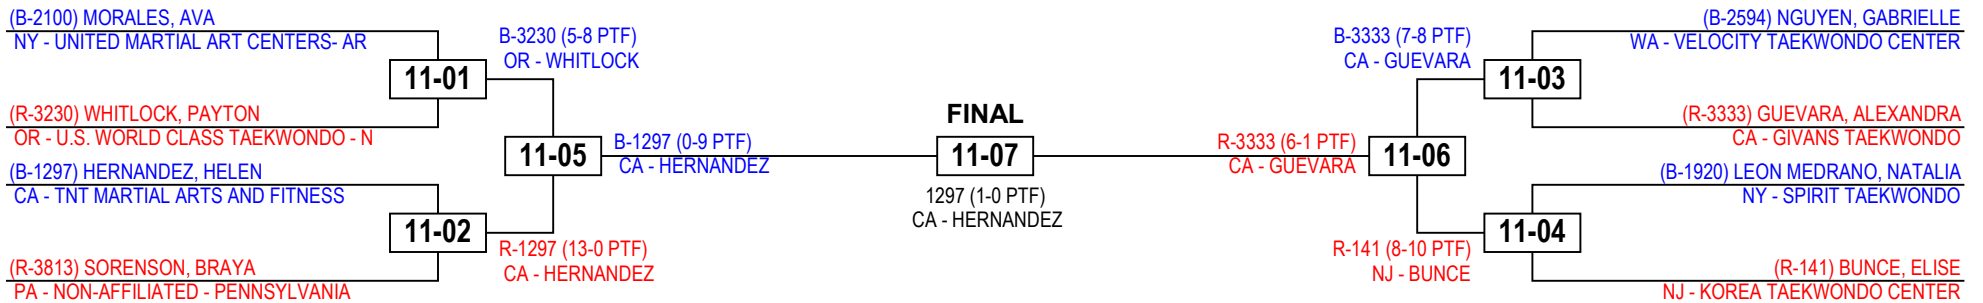 (B-2100) MORALES, AVA
NY - UNITED MARTIAL ART CENTERS- AR
11-01
(R-3230) WHITLOCK, PAYTON
OR - U.S. WORLD CLASS TAEKWONDO - N
(B-1297) HERNANDEZ, HELEN
CA - TNT MARTIAL ARTS AND FITNESS
11-02
(R-3813) SORENSON, BRAYA
PA - NON-AFFILIATED - PENNSYLVANIA
B-3230 (5-8 PTF)
OR - WHITLOCK
11-05
R-1297 (13-0 PTF)
CA - HERNANDEZ
B-1297 (0-9 PTF)
CA - HERNANDEZ
FINAL
11-07
1297 (1-0 PTF)
CA - HERNANDEZ
R-3333 (6-1 PTF)
CA - GUEVARA
B-3333 (7-8 PTF)
CA - GUEVARA
11-06
R-141 (8-10 PTF)
NJ - BUNCE
(B-2594) NGUYEN, GABRIELLE
WA - VELOCITY TAEKWONDO CENTER
11-03
(R-3333) GUEVARA, ALEXANDRA
CA - GIVANS TAEKWONDO
(B-1920) LEON MEDRANO, NATALIA
NY - SPIRIT TAEKWONDO
11-04
(R-141) BUNCE, ELISE
NJ - KOREA TAEKWONDO CENTER